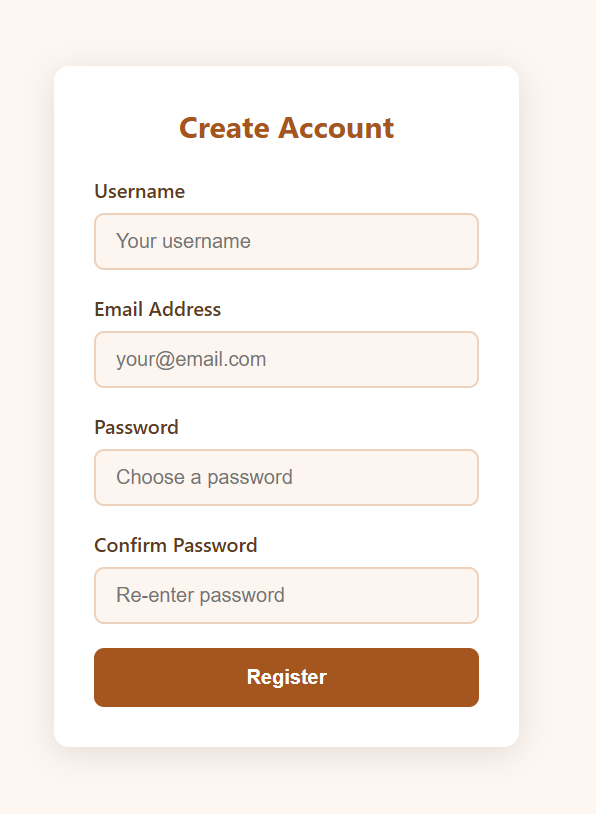 Create Account
Username
Your username
Email Address
your@email.com
Password
Choose a password
Confirm Password
Re-enter password
Register